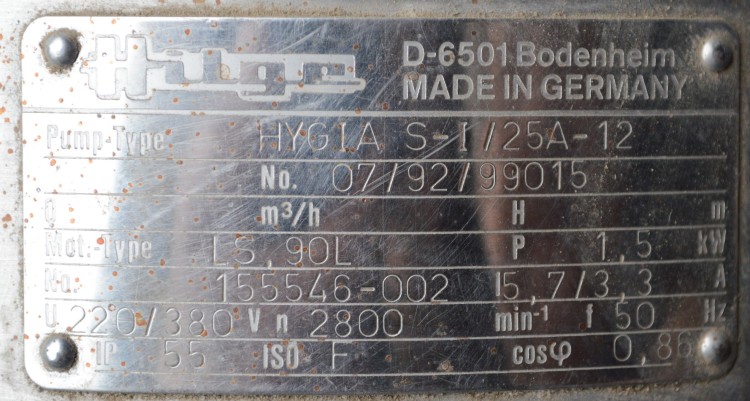 Hilge
D-6501 Bodenheim
MADE IN GERMANY
Pump-Type HYGIA S-I/25A-12
No. 07/92/99015
Q m³/h H m
Mot.-Type LS 90L P 1,5 kW
No. 155546-002 I 5,7/3,3 A
U 220/380 V n 2800 min-¹ f 50 Hz
IP 55 ISO F cosφ 0,86